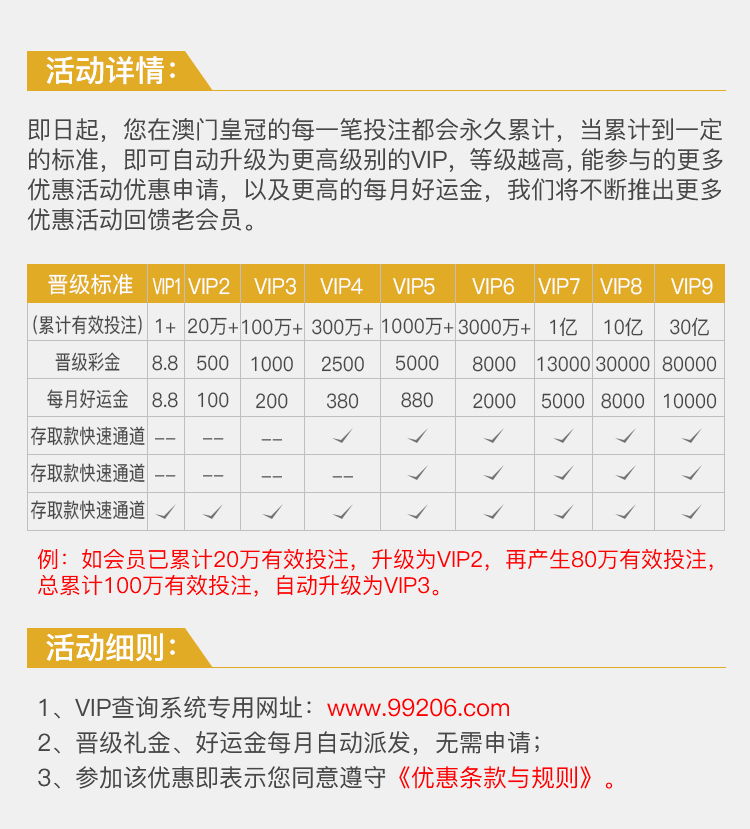 活动详情：
即日起，您在澳门皇冠的每一笔投注都会永久累计，当累计到一定
的标准，即可自动升级为更高级别的VIP，等级越高，能参与的更多
优惠活动优惠申请，以及更高的每月好运金，我们将不断推出更多
优惠活动回馈老会员。
晋级标准 VIP1 VIP2 VIP3 VIP4 VIP5 VIP6 VIP7 VIP8 VIP9
(累计有效投注) 1+ 20万+ 100万+ 300万+ 1000万+ 3000万+ 1亿 10亿 30亿
晋级彩金 8.8 500 1000 2500 5000 8000 13000 30000 80000
每月好运金 8.8 100 200 380 880 2000 5000 8000 10000
存取款快速通道 -- -- -- ✓ ✓ ✓ ✓ ✓ ✓
存取款快速通道 -- -- -- -- ✓ ✓ ✓ ✓ ✓
存取款快速通道 ✓ ✓ ✓ ✓ ✓ ✓ ✓ ✓ ✓
例：如会员已累计20万有效投注，升级为VIP2，再产生80万有效投注，
总累计100万有效投注，自动升级为VIP3。
活动细则：
1、VIP查询系统专用网址：www.99206.com
2、晋级礼金、好运金每月自动派发，无需申请；
3、参加该优惠即表示您同意遵守《优惠条款与规则》。